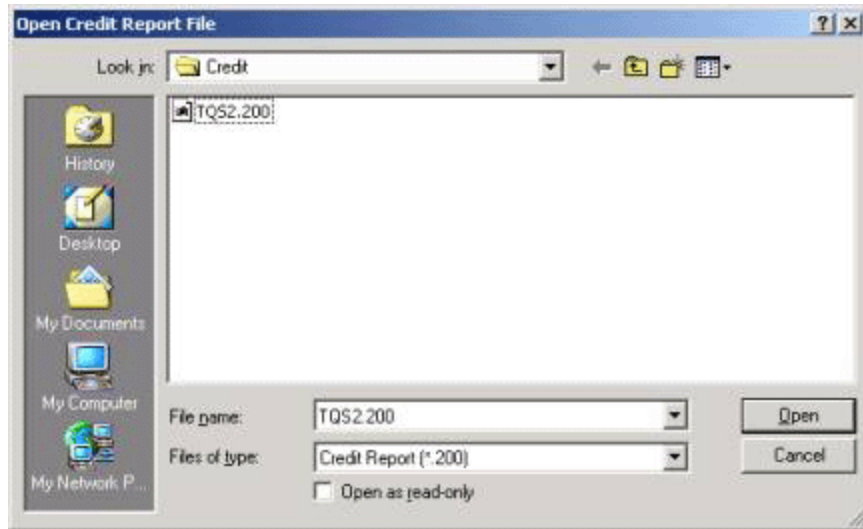 Open Credit Report File
Look in: Credit
TQS2.200
History
Desktop
My Documents
My Computer
My Network P...
File name: TQS2.200 Open
Files of type: Credit Report (*.200) Cancel
Open as read-only